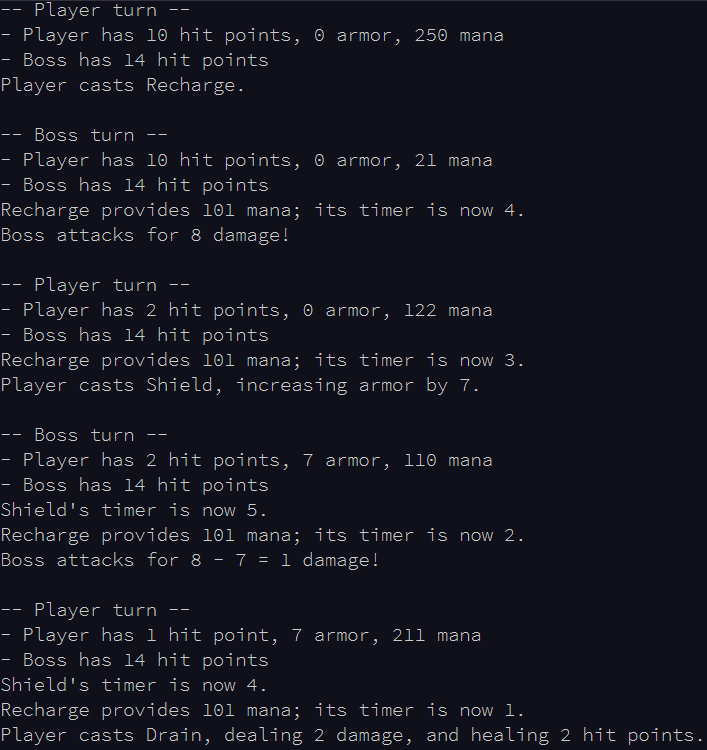 -- Player turn --
- Player has 10 hit points, 0 armor, 250 mana
- Boss has 14 hit points
Player casts Recharge.

-- Boss turn --
- Player has 10 hit points, 0 armor, 21 mana
- Boss has 14 hit points
Recharge provides 101 mana; its timer is now 4.
Boss attacks for 8 damage!

-- Player turn --
- Player has 2 hit points, 0 armor, 122 mana
- Boss has 14 hit points
Recharge provides 101 mana; its timer is now 3.
Player casts Shield, increasing armor by 7.

-- Boss turn --
- Player has 2 hit points, 7 armor, 110 mana
- Boss has 14 hit points
Shield's timer is now 5.
Recharge provides 101 mana; its timer is now 2.
Boss attacks for 8 - 7 = 1 damage!

-- Player turn --
- Player has 1 hit point, 7 armor, 211 mana
- Boss has 14 hit points
Shield's timer is now 4.
Recharge provides 101 mana; its timer is now 1.
Player casts Drain, dealing 2 damage, and healing 2 hit points.